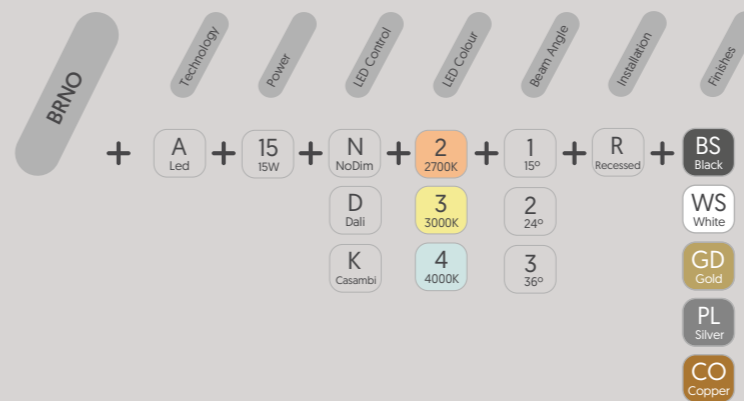 BRNO
Technology
Power
LED Control
LED Colour
Beam Angle
Installation
Finishes
+ A + 15 + N + 2 + 1 + R + BS
Led 15W NoDim 2700K 15º Recessed Black
D 3 2 WS
Dali 3000K 24º White
K 4 3 GD
Casambi 4000K 36º Gold
PL
Silver
CO
Copper